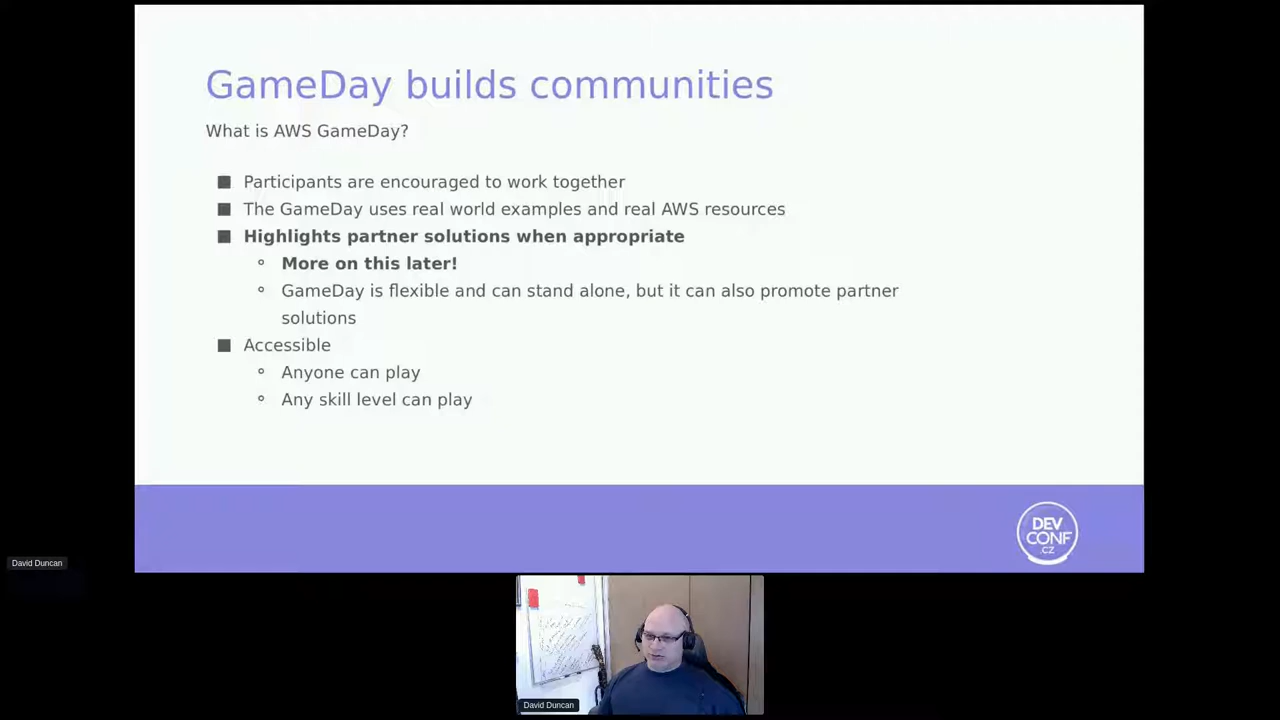 GameDay builds communities
What is AWS GameDay?
■ Participants are encouraged to work together
■ The GameDay uses real world examples and real AWS resources
■ Highlights partner solutions when appropriate
○ More on this later!
○ GameDay is flexible and can stand alone, but it can also promote partner
solutions
■ Accessible
○ Anyone can play
○ Any skill level can play
DEV
CONF
.CZ
David Duncan
David Duncan